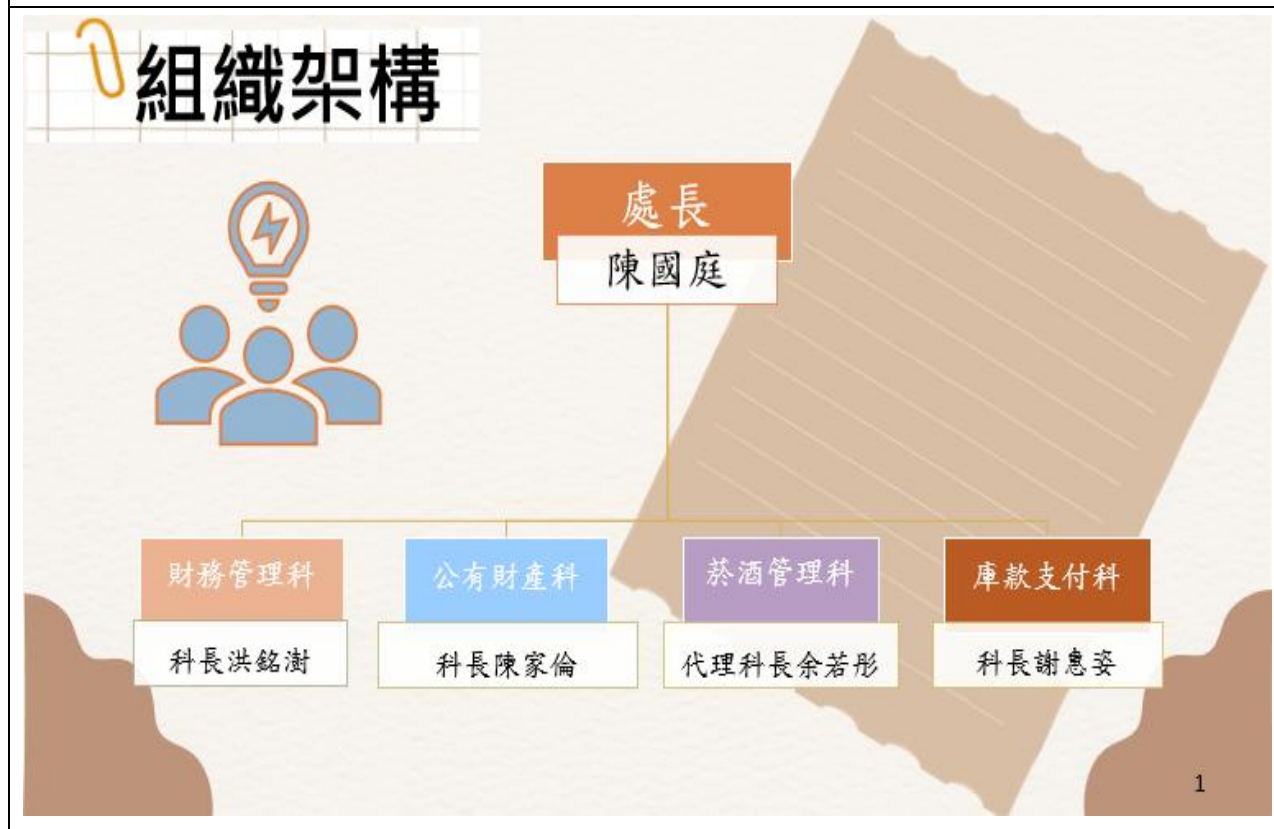 組織架構
處長
陳國庭
財務管理科
公有財產科
菸酒管理科
庫款支付科
科長洪銘澍
科長陳家倫
代理科長余若彤
科長謝惠姿
1